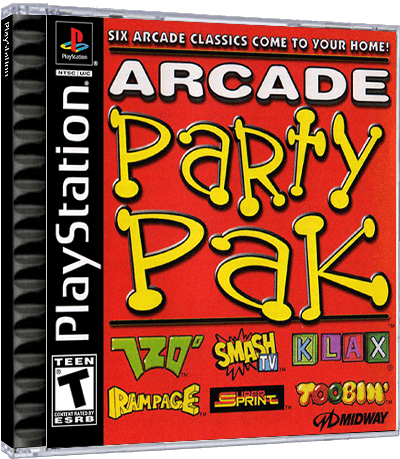 PlayStation
PlayStation
NTSC U/C
PlayStation
SIX ARCADE CLASSICS COME TO YOUR HOME!
ARCADE
PARTY
PAK
720°
SMASH TV
KLAX
RAMPAGE
SUPER SPRINT
TOOBIN'
TEEN
T
CONTENT RATED BY
ESRB
MIDWAY